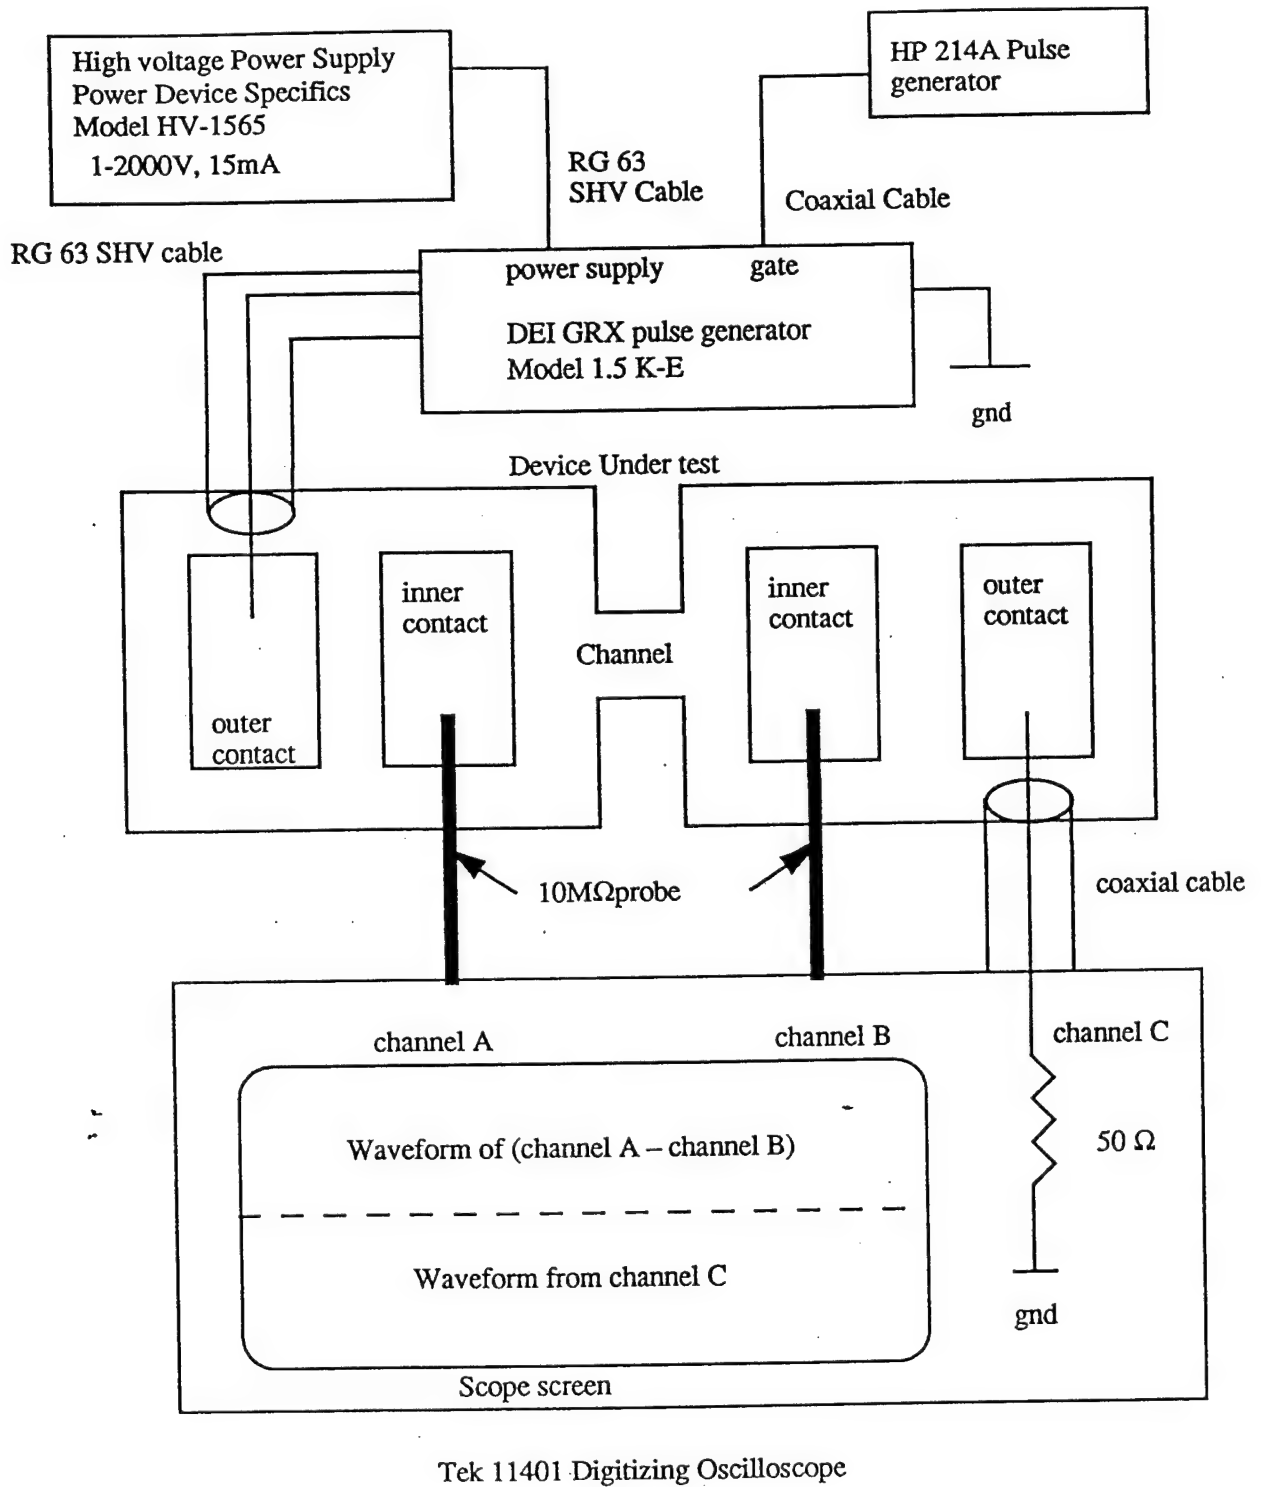 High voltage Power Supply
Power Device Specifics
Model HV-1565
1-2000V, 15mA
HP 214A Pulse
generator
RG 63
SHV Cable
Coaxial Cable
RG 63 SHV cable
power supply
gate
DEI GRX pulse generator
Model 1.5 K-E
gnd
Device Under test
outer
contact
inner
contact
Channel
inner
contact
outer
contact
10MΩprobe
coaxial cable
channel A
channel B
channel C
Waveform of (channel A – channel B)
50 Ω
Waveform from channel C
gnd
Scope screen
Tek 11401 Digitizing Oscilloscope